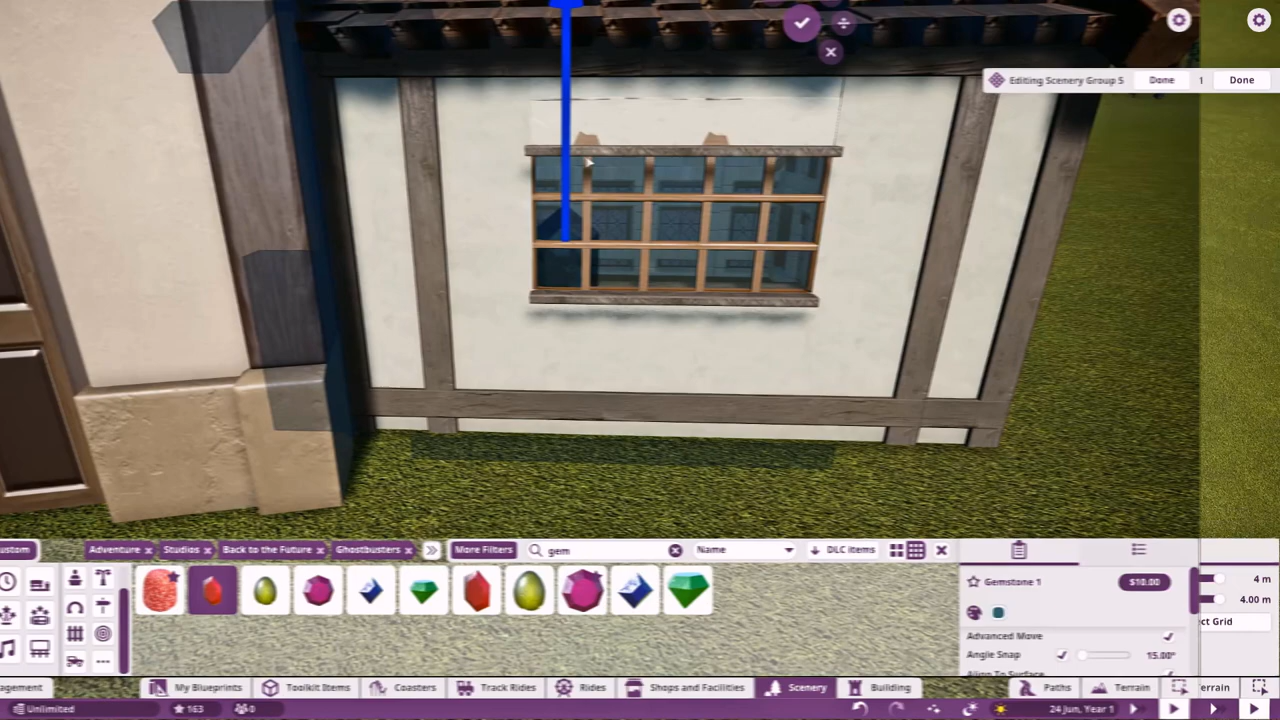 Editing Scenery Group 5 Done 1 Done
ustom Adventure x Studios x Back to the Future x Ghostbusters x More Filters gem Name DLC Items
Gemstone 1 $10.00
4 m
4.00 m
ct Grid
Advanced Move
Angle Snap 15.00°
Align To Surface
agement My Blueprints Toolkit Items Coasters Track Rides Rides Shops and Facilities Scenery Building Paths Terrain errain
Unlimited 163 0 24 Jun, Year 1